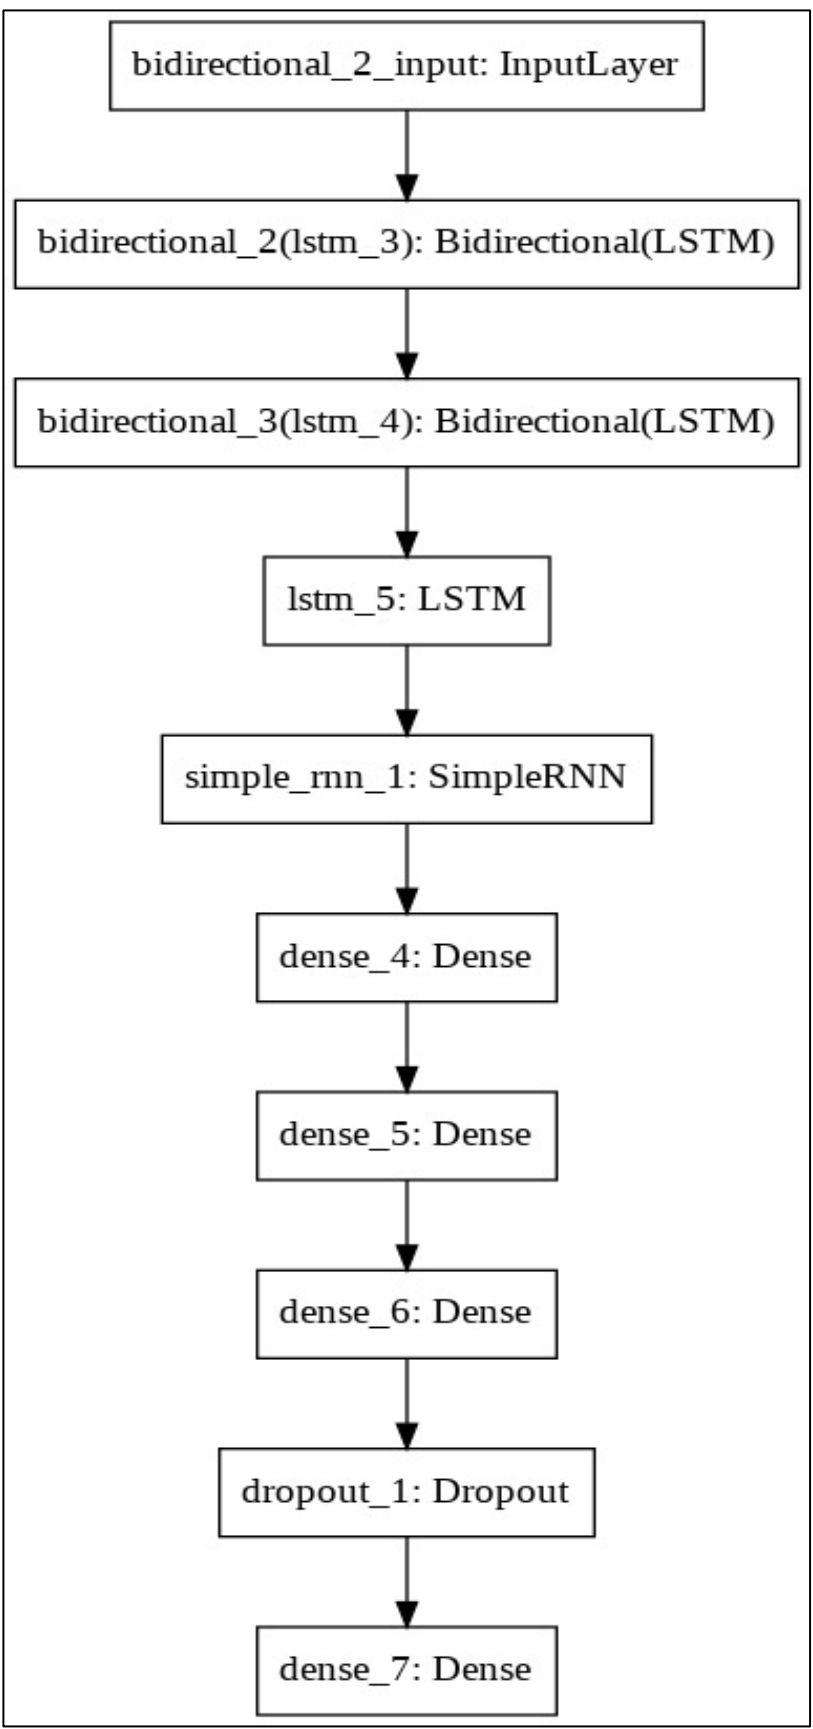 bidirectional_2_input: InputLayer
bidirectional_2(lstm_3): Bidirectional(LSTM)
bidirectional_3(lstm_4): Bidirectional(LSTM)
lstm_5: LSTM
simple_rnn_1: SimpleRNN
dense_4: Dense
dense_5: Dense
dense_6: Dense
dropout_1: Dropout
dense_7: Dense